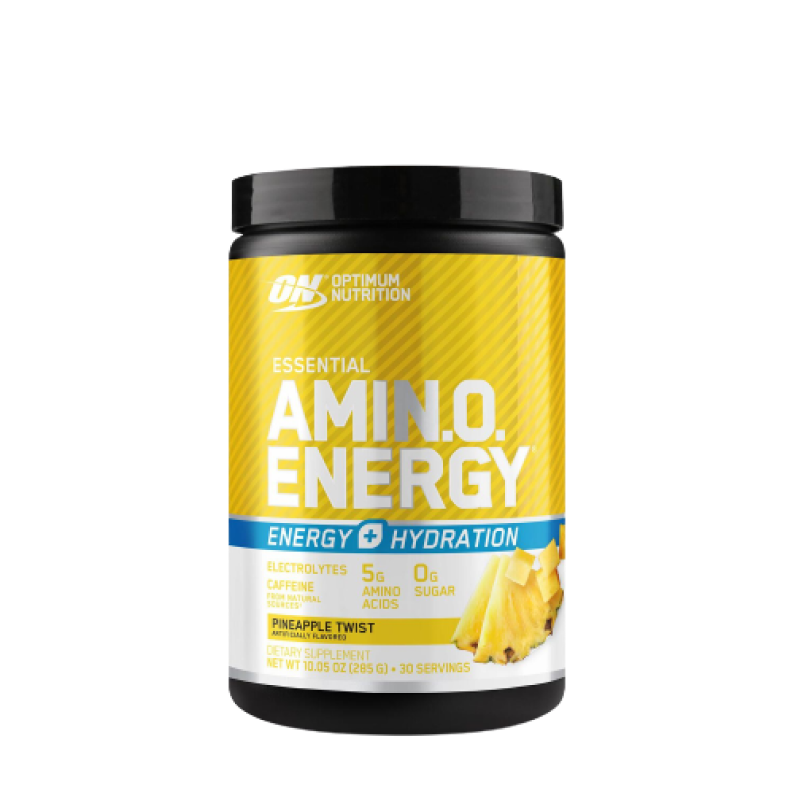 ON OPTIMUM
NUTRITION
ESSENTIAL
AMIN.O.
ENERGY
ENERGY + HYDRATION
ELECTROLYTES
CAFFEINE
FROM NATURAL
SOURCES†
5G
AMINO
ACIDS
0G
SUGAR
PINEAPPLE TWIST
ARTIFICIALLY FLAVORED
DIETARY SUPPLEMENT
NET WT 10.05 OZ (285 G) • 30 SERVINGS